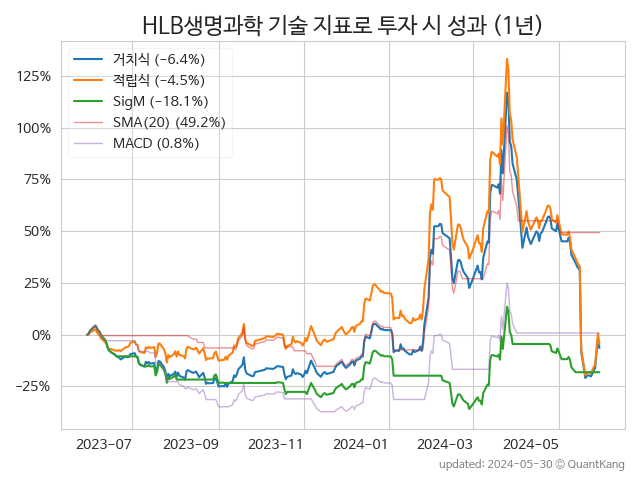 HLB생명과학 기술 지표로 투자 시 성과 (1년)
거치식 (−6.4%)
적립식 (−4.5%)
SigM (−18.1%)
SMA(20) (49.2%)
MACD (0.8%)
125%
100%
75%
50%
25%
0%
−25%
2023-07 2023-09 2023-11 2024-01 2024-03 2024-05
updated: 2024-05-30 © QuantKang